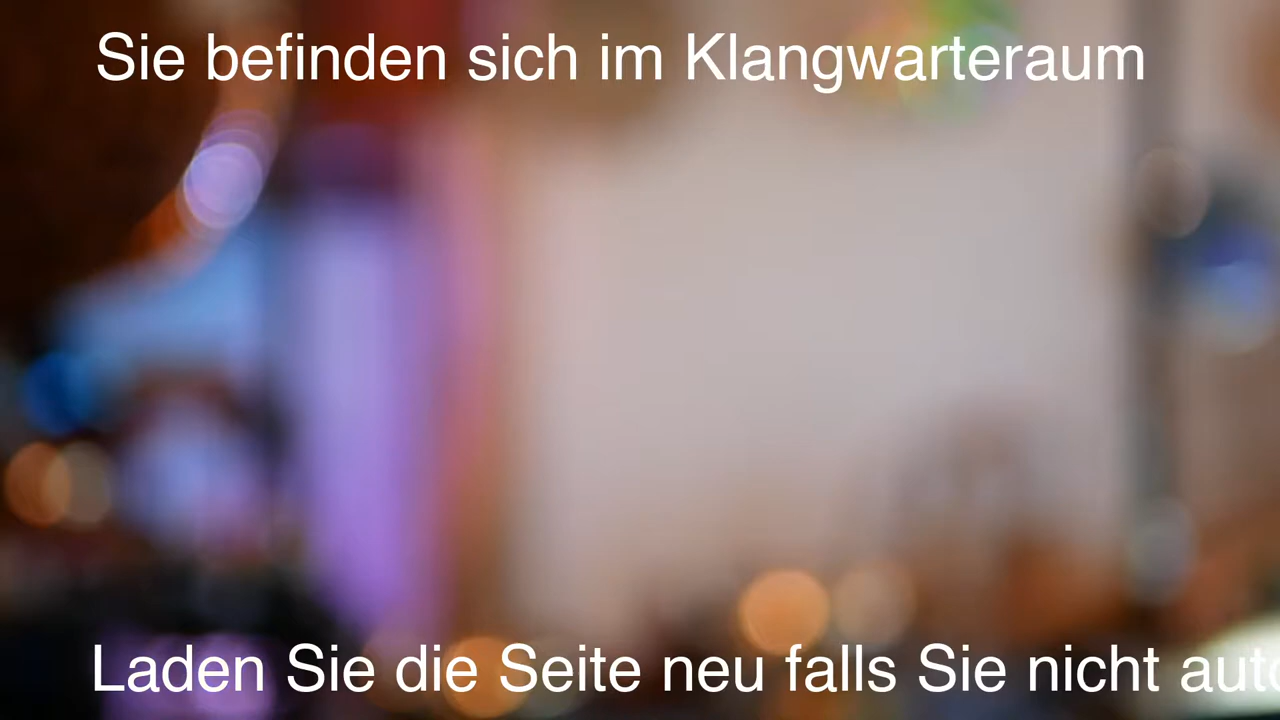 Sie befinden sich im Klangwarteraum
Laden Sie die Seite neu falls Sie nicht